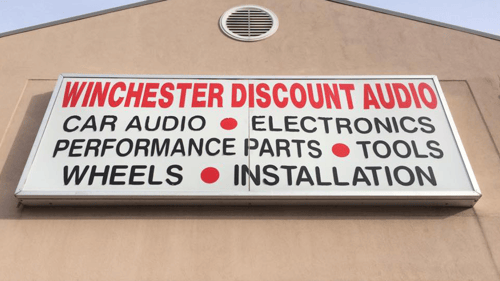 WINCHESTER DISCOUNT AUDIO
CAR AUDIO • ELECTRONICS
PERFORMANCE PARTS • TOOLS
WHEELS • INSTALLATION